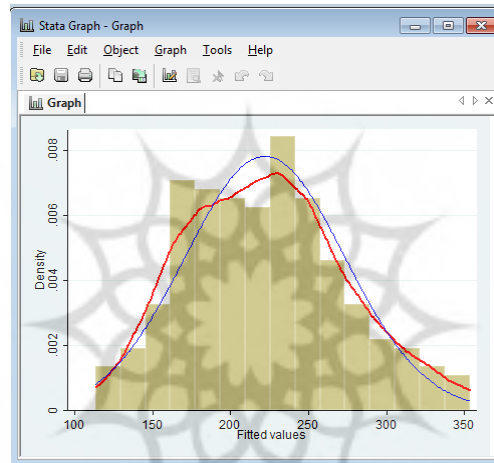 Stata Graph - Graph
File Edit Object Graph Tools Help
Graph
.008
.006
.004
.002
0
Density
100 150 200 250 300 350
Fitted values